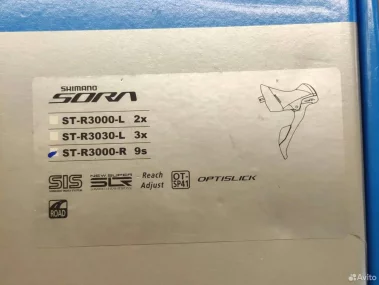 SHIMANO
SORA
ST-R3000-L 2x
ST-R3030-L 3x
ST-R3000-R 9s
SIS
NEW SUPER
SLR
Reach
Adjust
OT-
SP41
OPTISLICK
ROAD
Avito